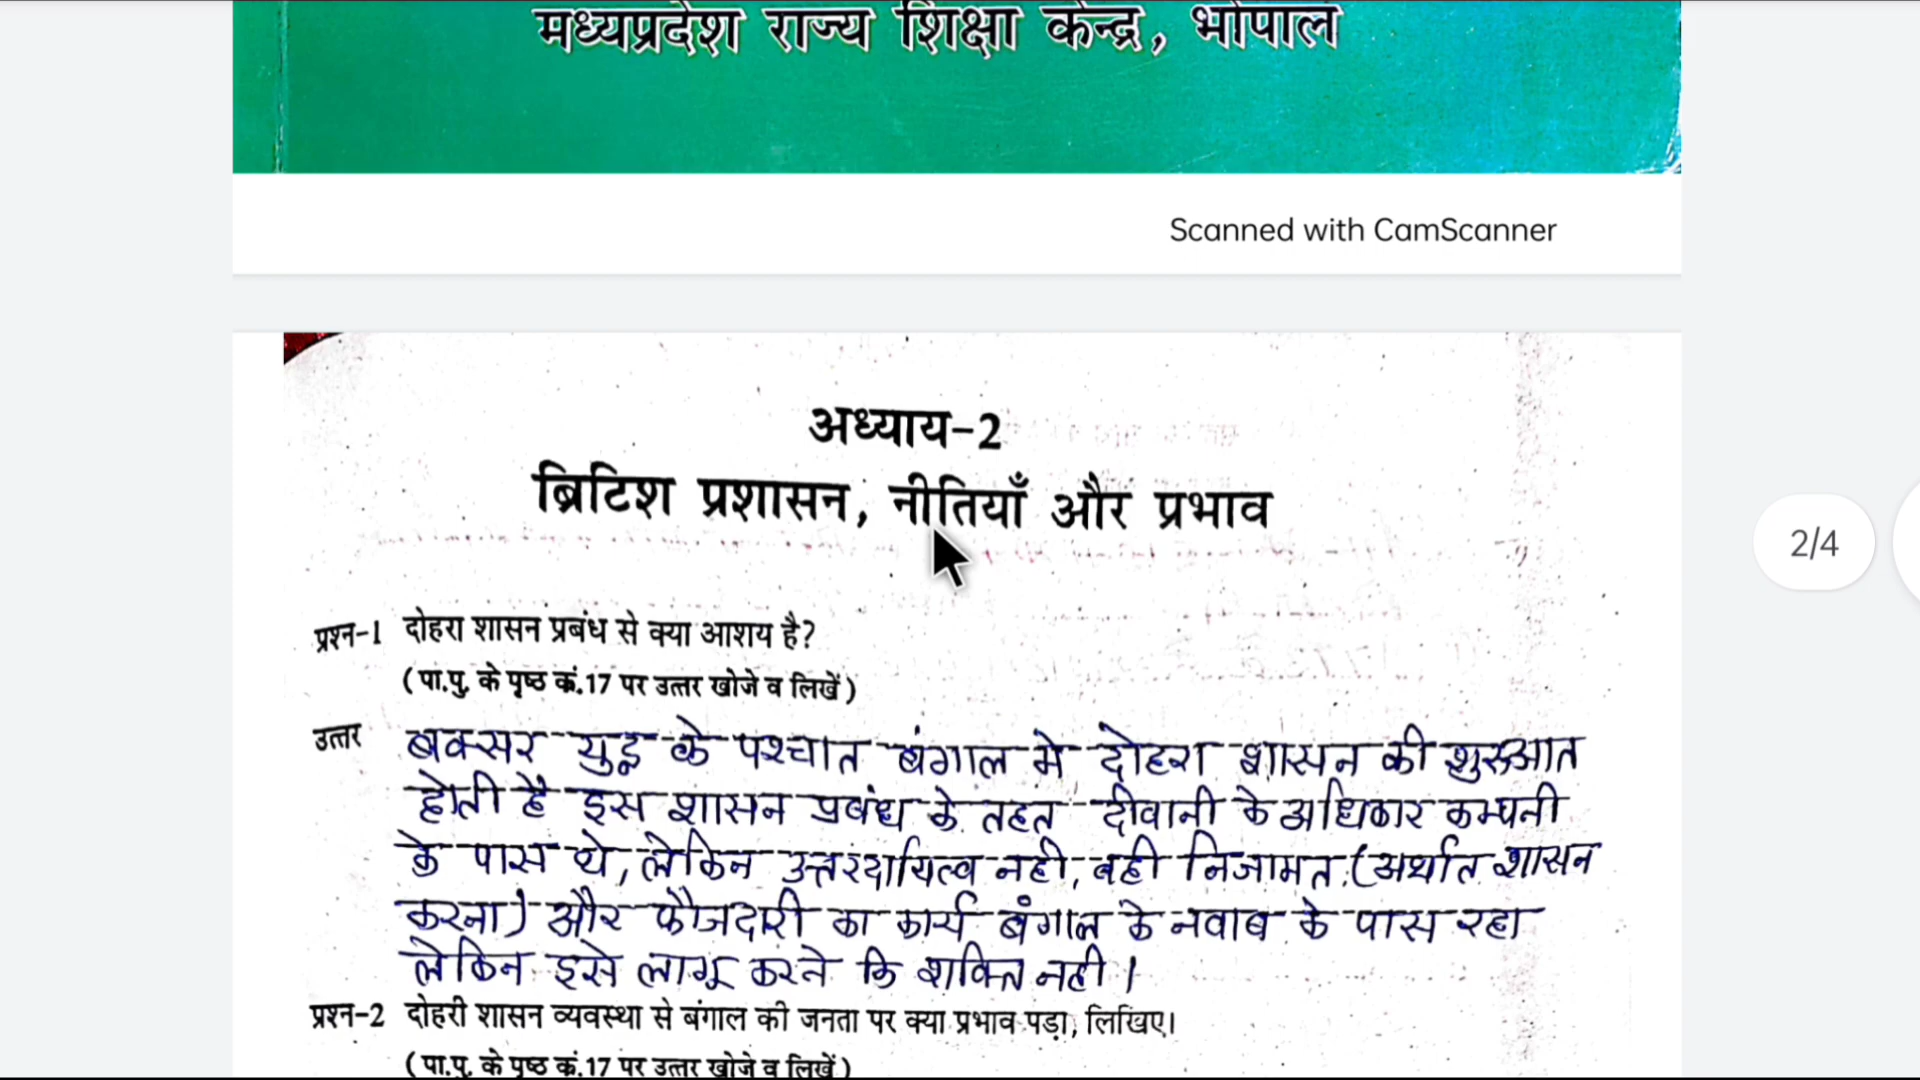 मध्यप्रदेश राज्य शिक्षा केन्द्र, भोपाल
Scanned with CamScanner
अध्याय-2
ब्रिटिश प्रशासन, नीतियाँ और प्रभाव
2/4
प्रश्न-1 दोहरा शासन प्रबंध से क्या आशय है?
(पा.पु. के पृष्ठ कं.17 पर उत्तर खोजे व लिखें)
उत्तर बक्सर युद्ध के पश्चात बंगाल मे दोहरा शासन की शुरुआत
होती है इस शासन प्रबंध के तहत दीवानी के अधिकार कम्पनी
के पास थे, लेकिन उत्तरदायित्व नही, वही निजामत (अर्थात शासन
करना) और फौजदारी का कार्य बंगाल के नवाब के पास रहा
लेकिन इसे लागू करने कि शक्ति नही।
प्रश्न-2 दोहरी शासन व्यवस्था से बंगाल की जनता पर क्या प्रभाव पड़ा, लिखिए।
(पा.पु. के पृष्ठ कं.17 पर उत्तर खोजे व लिखें)